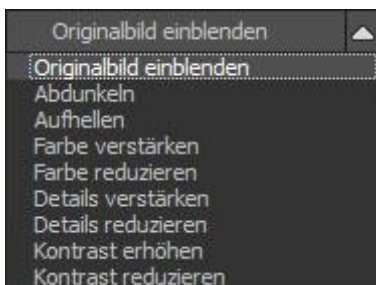 Originalbild einblenden
Originalbild einblenden
Abdunkeln
Aufhellen
Farbe verstärken
Farbe reduzieren
Details verstärken
Details reduzieren
Kontrast erhöhen
Kontrast reduzieren